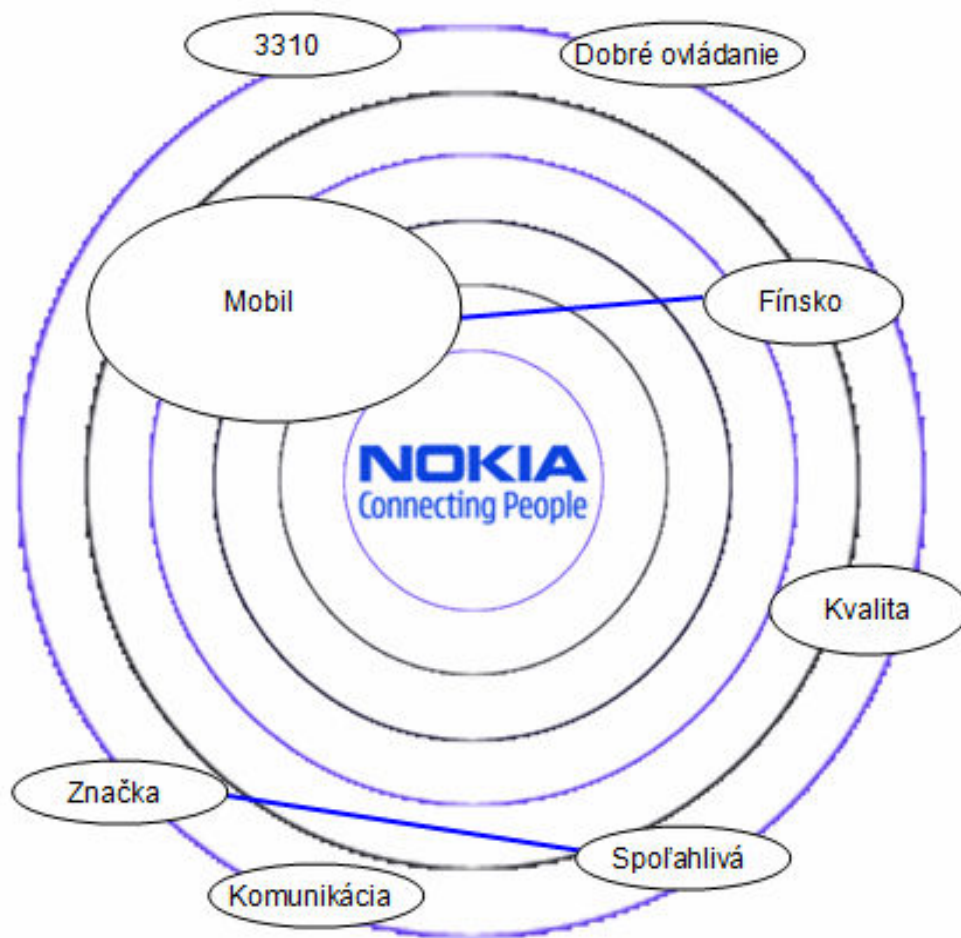 3310
Dobré ovládanie
Mobil
Fínsko
NOKIA
Connecting People
Kvalita
Značka
Spoľahlivá
Komunikácia